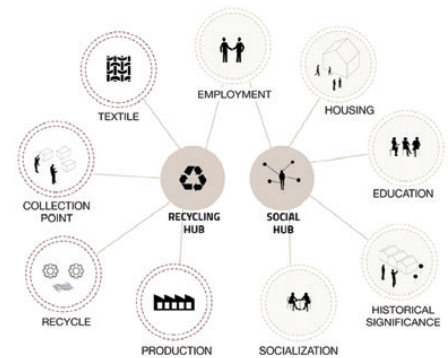 EMPLOYMENT
TEXTILE
HOUSING
COLLECTION
POINT
RECYCLING
HUB
SOCIAL
HUB
EDUCATION
RECYCLE
PRODUCTION
SOCIALIZATION
HISTORICAL
SIGNIFICANCE